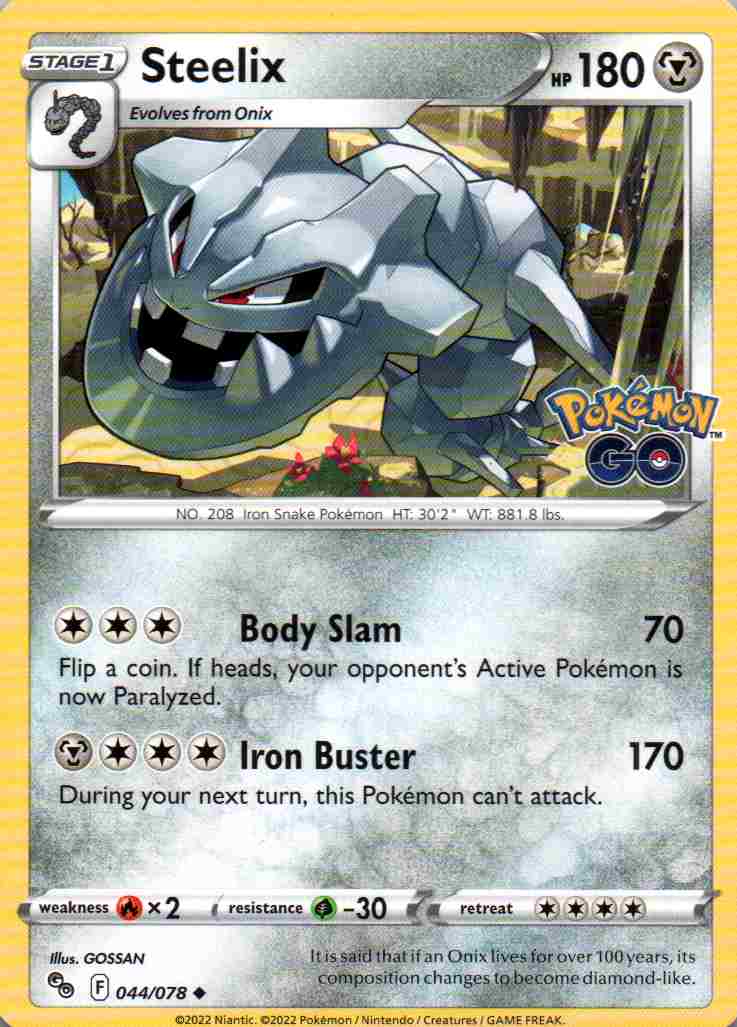 STAGE 1 Steelix HP 180
Evolves from Onix
POKéMON™
GO
NO. 208 Iron Snake Pokémon HT: 30'2" WT: 881.8 lbs.
Body Slam 70
Flip a coin. If heads, your opponent's Active Pokémon is
now Paralyzed.
Iron Buster 170
During your next turn, this Pokémon can't attack.
weakness ×2 resistance -30 retreat
Illus. GOSSAN
It is said that if an Onix lives for over 100 years, its
composition changes to become diamond-like.
GO F 044/078 ◆
©2022 Niantic. ©2022 Pokémon / Nintendo / Creatures / GAME FREAK.